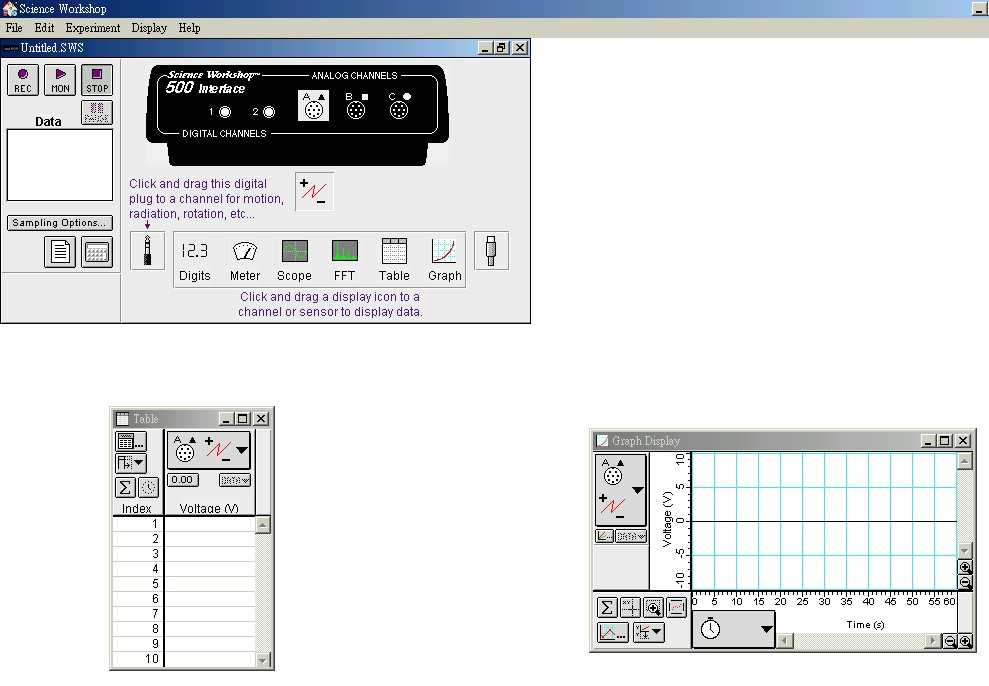 Science Workshop
File Edit Experiment Display Help
Untitled.SWS
REC MON STOP
Data
Sampling Options...
Science Workshop™ ANALOG CHANNELS
500 Interface
A B C
1 2
DIGITAL CHANNELS
Click and drag this digital
plug to a channel for motion,
radiation, rotation, etc...
12.3
Digits Meter Scope FFT Table Graph
Click and drag a display icon to a
channel or sensor to display data.
Table
A
0.00 DATA
Index Voltage (V)
1
2
3
4
5
6
7
8
9
10
Graph Display
A
DATA
Voltage (V)
10
5
0
-5
-10
0 5 10 15 20 25 30 35 40 45 50 55 60
Time (s)